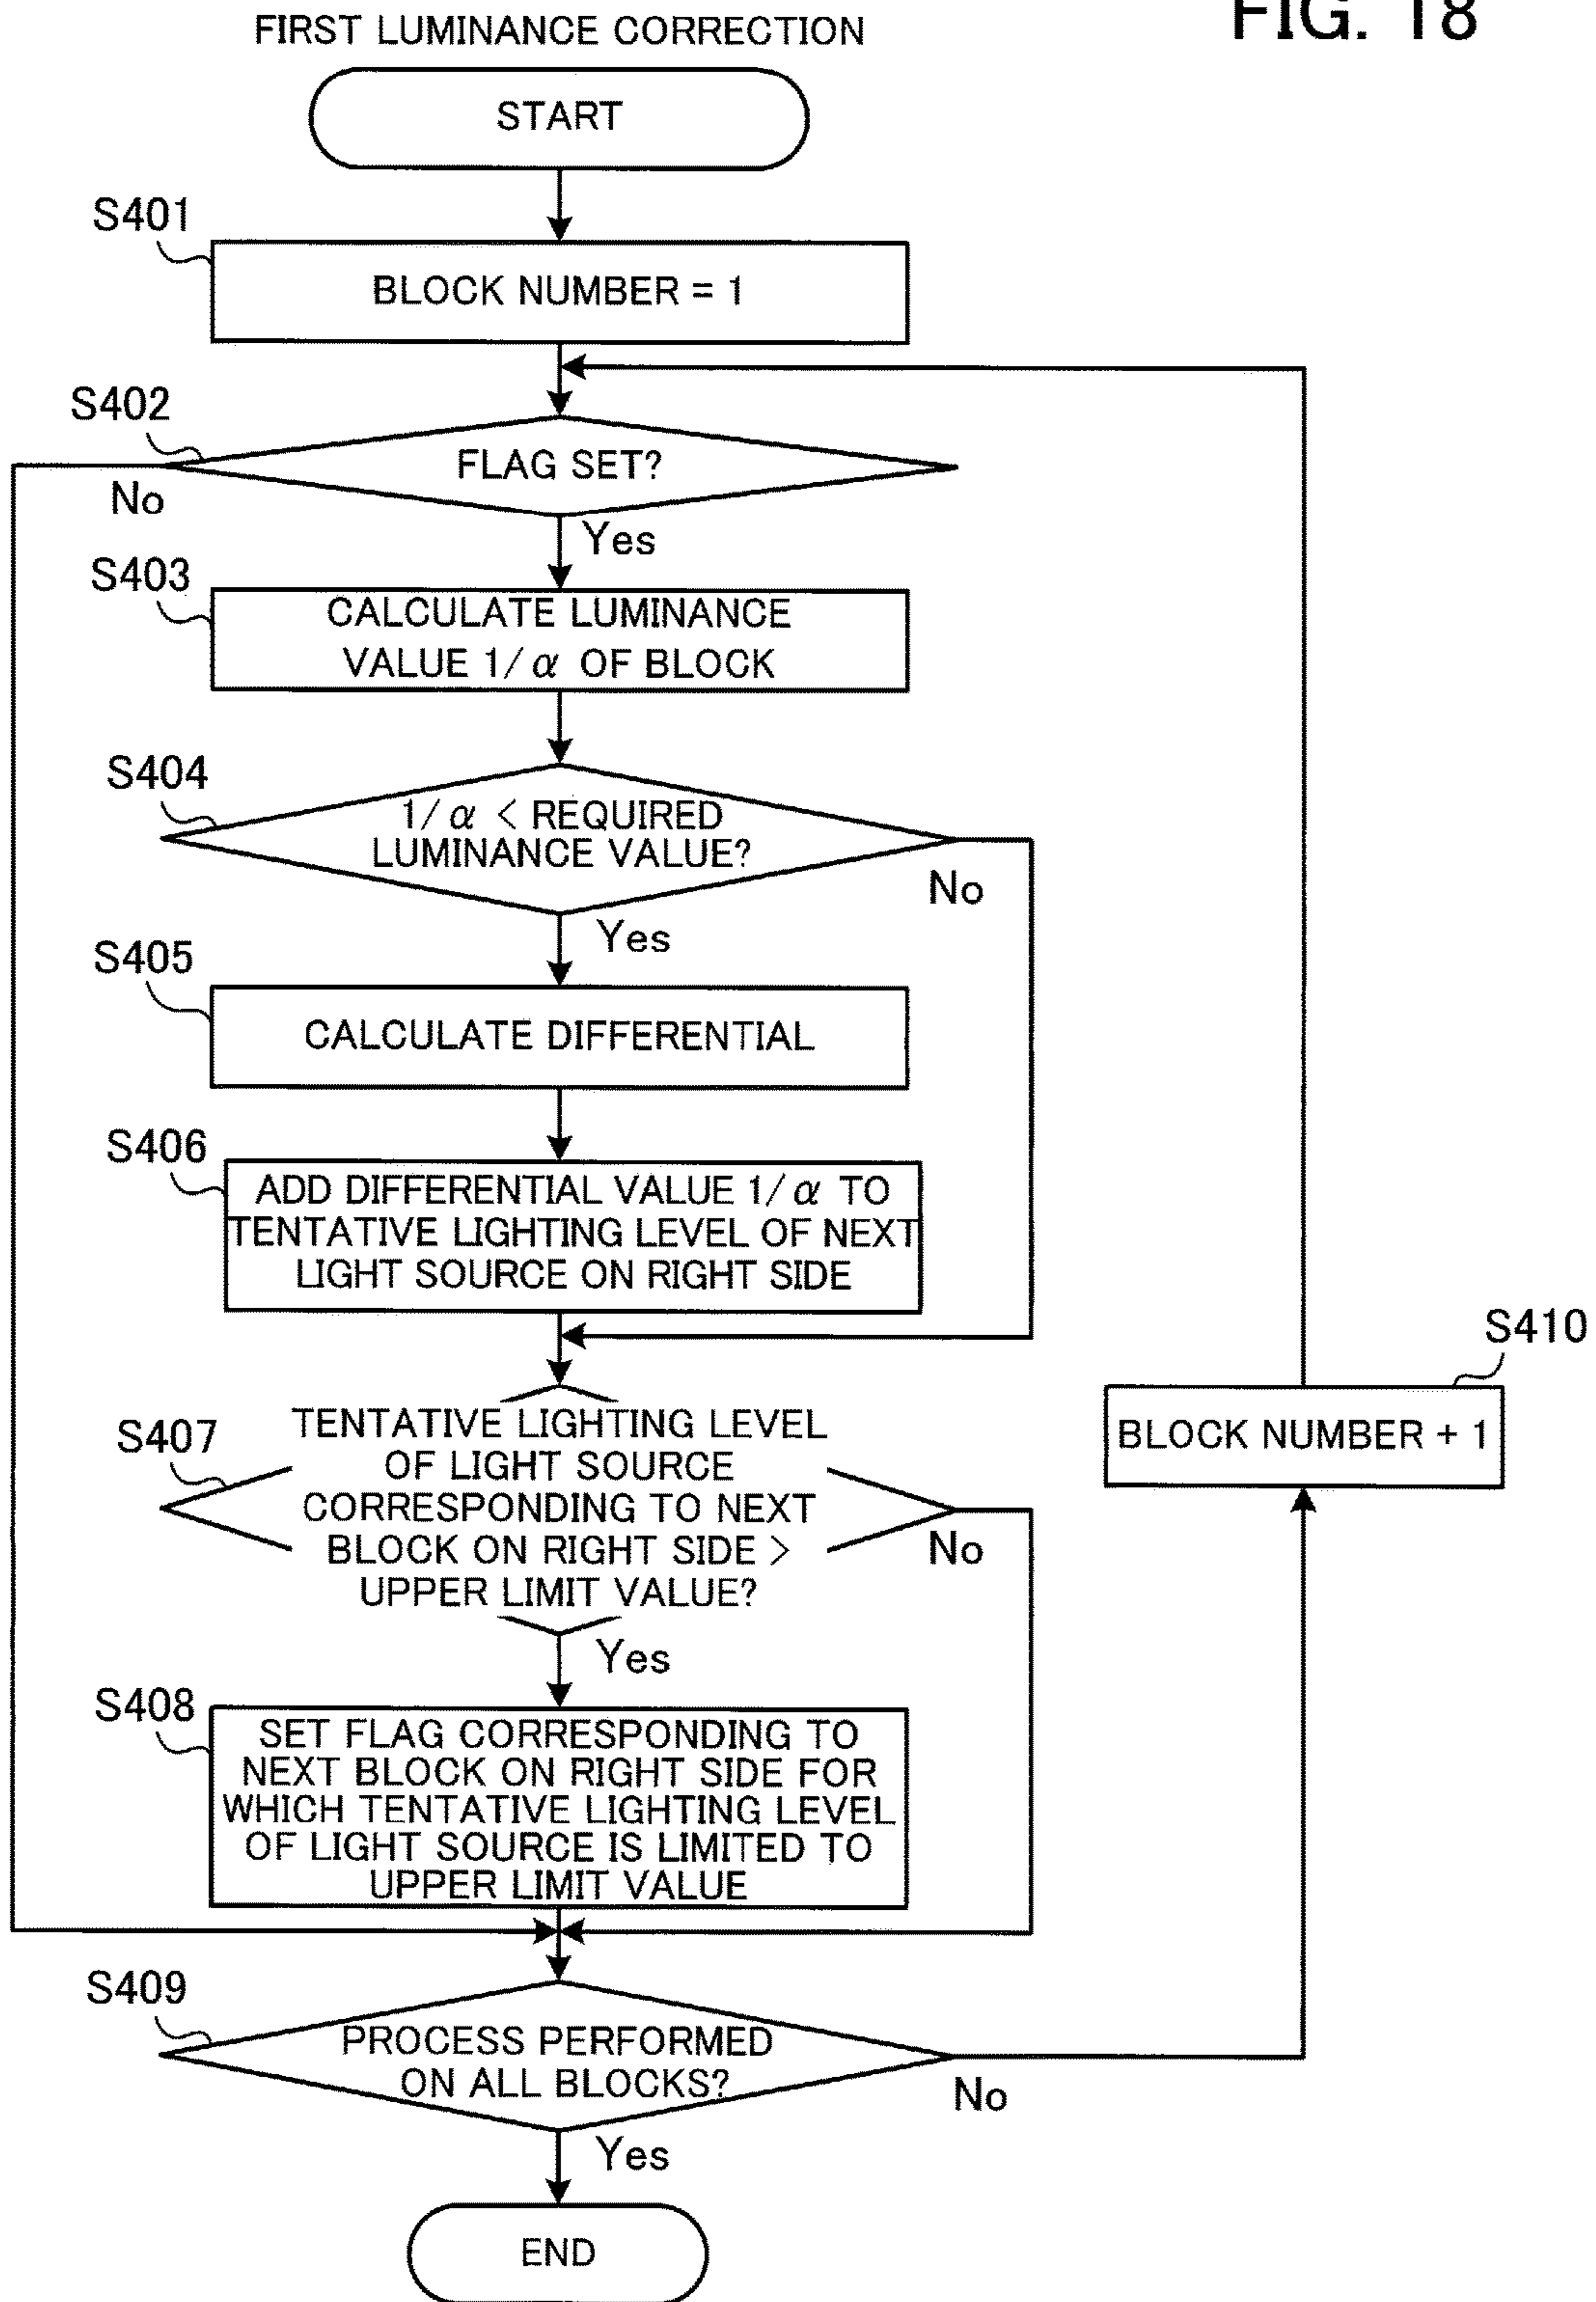 FIG. 18
FIRST LUMINANCE CORRECTION
START
S401
BLOCK NUMBER = 1
S402
FLAG SET?
No
Yes
S403
CALCULATE LUMINANCE
VALUE 1/α OF BLOCK
S404
1/α < REQUIRED
LUMINANCE VALUE?
No
Yes
S405
CALCULATE DIFFERENTIAL
S406
ADD DIFFERENTIAL VALUE 1/α TO
TENTATIVE LIGHTING LEVEL OF NEXT
LIGHT SOURCE ON RIGHT SIDE
S407
TENTATIVE LIGHTING LEVEL
OF LIGHT SOURCE
CORRESPONDING TO NEXT
BLOCK ON RIGHT SIDE >
UPPER LIMIT VALUE?
No
Yes
S408
SET FLAG CORRESPONDING TO
NEXT BLOCK ON RIGHT SIDE FOR
WHICH TENTATIVE LIGHTING LEVEL
OF LIGHT SOURCE IS LIMITED TO
UPPER LIMIT VALUE
S409
PROCESS PERFORMED
ON ALL BLOCKS?
No
Yes
S410
BLOCK NUMBER + 1
END